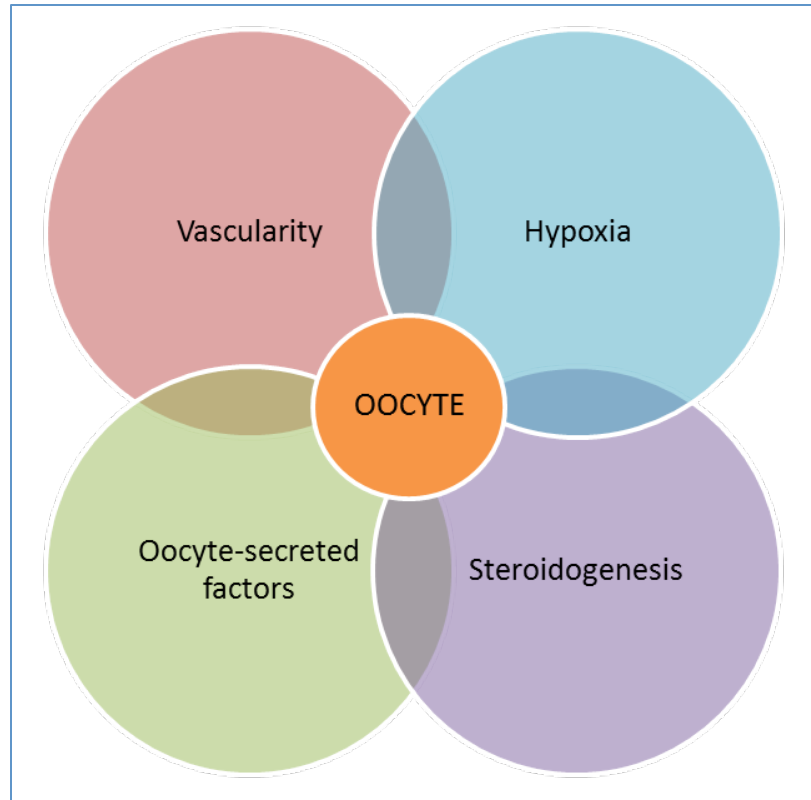 Vascularity
Hypoxia
OOCYTE
Oocyte-secreted
factors
Steroidogenesis